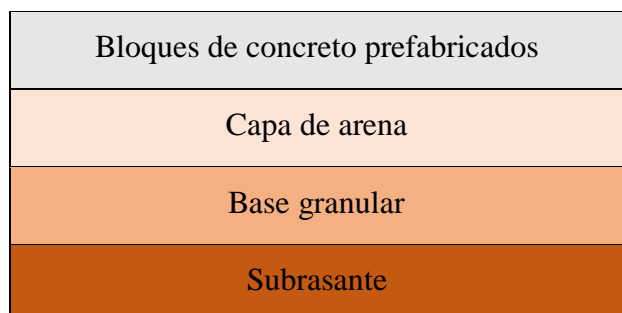 Bloques de concreto prefabricados
Capa de arena
Base granular
Subrasante